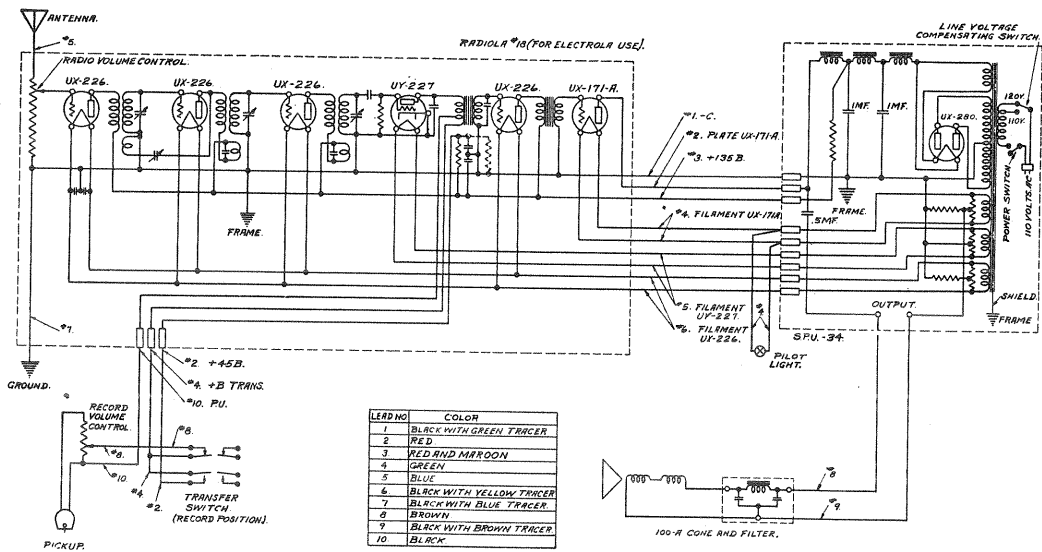 ANTENNA.
LINE VOLTAGE
COMPENSATING SWITCH.
#5.
RADIOLA #18 (FOR ELECTROLA USE).
RADIO VOLUME CONTROL.
UX-226.
UX-226
UX-226.
UY-227
UX-226.
UX-171-A.
1MF.
1MF.
UX-280.
120V.
110V.
#1.-C.
#2. PLATE UX-171-A.
#3. +135 B.
FRAME.
FRAME.
.5MF.
POWER SWITCH.
110 VOLTS. AC
#4. FILAMENT UX-171A
#5. FILAMENT
UY-227.
#6. FILAMENT
UX-226.
#4.
OUTPUT.
SHIELD.
FRAME
S.P.U.-34.
PILOT
LIGHT.
#7.
GROUND.
#2. +45B.
#4. +B TRANS.
#10. P.U.
RECORD
VOLUME
CONTROL.
#8.
#8.
#10.
#4
#2.
TRANSFER
SWITCH
(RECORD POSITION).
PICKUP.
LEAD NO COLOR
1 BLACK WITH GREEN TRACER
2 RED.
3 RED AND MAROON
4 GREEN
5 BLUE
6. BLACK WITH YELLOW TRACER
7 BLACK WITH BLUE TRACER.
8 BROWN
9 BLACK WITH BROWN TRACER
10. BLACK.
#8
#9.
100-A CONE AND FILTER.